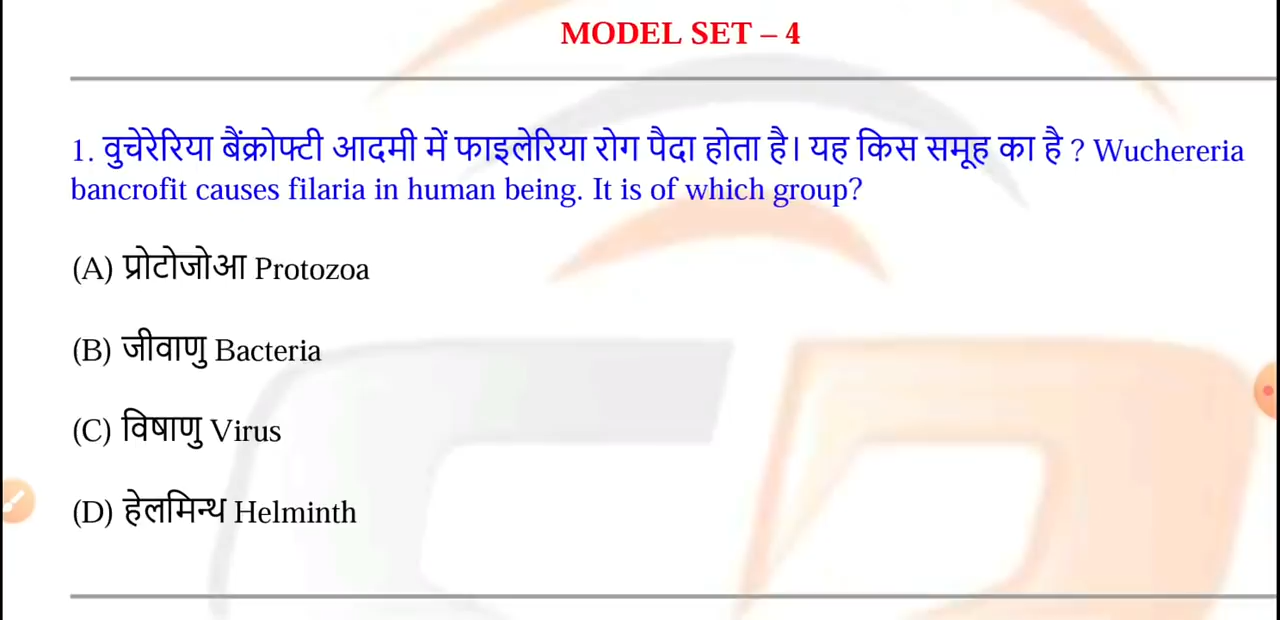 MODEL SET – 4
1. वुचेरेरिया बैंक्रोफ्टी आदमी में फाइलेरिया रोग पैदा होता है। यह किस समूह का है ? Wuchereria
bancrofit causes filaria in human being. It is of which group?
(A) प्रोटोजोआ Protozoa
(B) जीवाणु Bacteria
(C) विषाणु Virus
(D) हेलमिन्थ Helminth